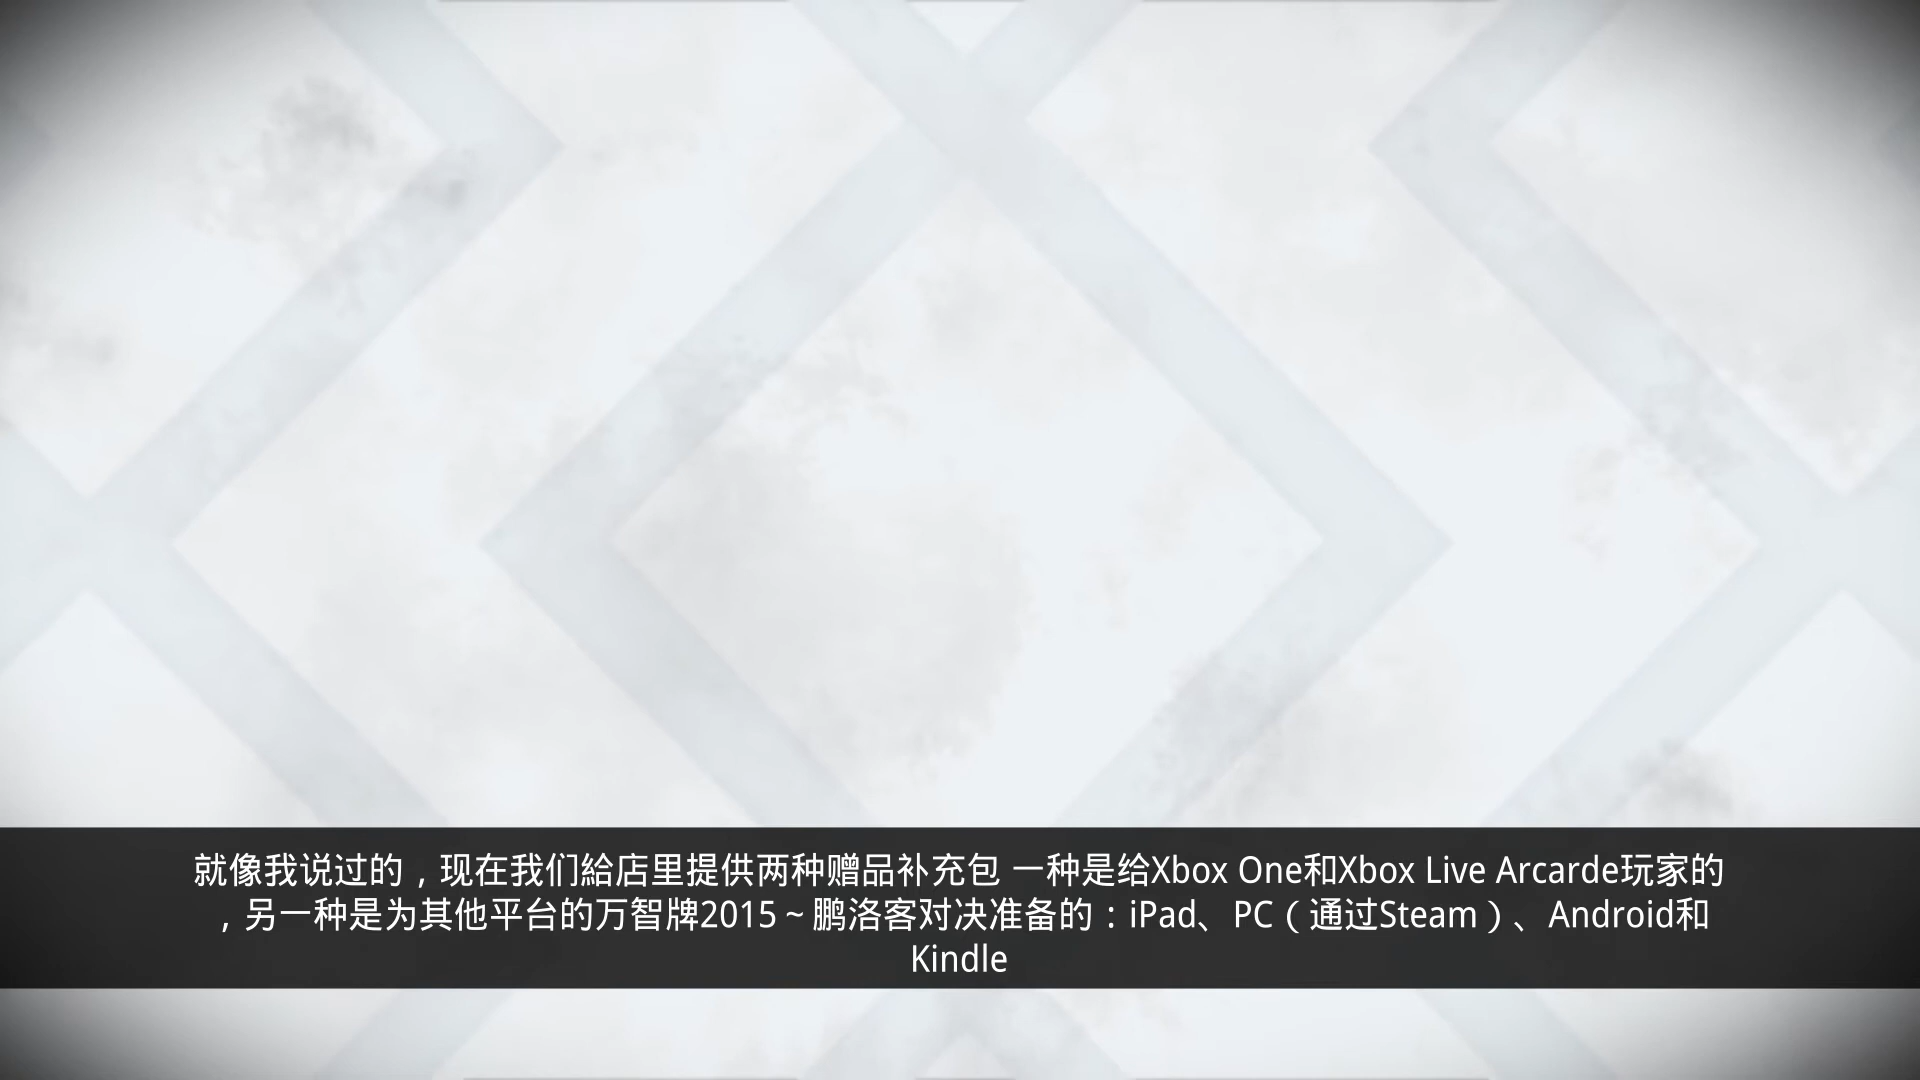 就像我说过的，现在我们給店里提供两种赠品补充包 一种是给Xbox One和Xbox Live Arcarde玩家的
，另一种是为其他平台的万智牌2015～鹏洛客对决准备的：iPad、PC（通过Steam）、Android和
Kindle